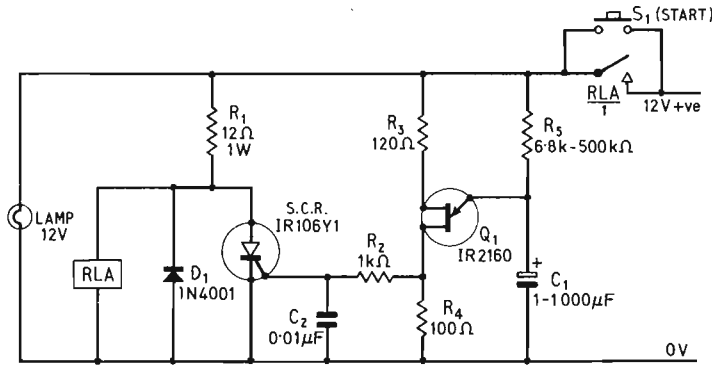 S1 (START)
RLA
1
12V +ve
R1
12Ω
1W
R3
120Ω
R5
6·8k-500kΩ
LAMP
12V
RLA
D1
1N4001
S.C.R.
IR106Y1
R2
1kΩ
Q1
IR2160
C2
0·01μF
R4
100Ω
+
C1
1-1000μF
0V